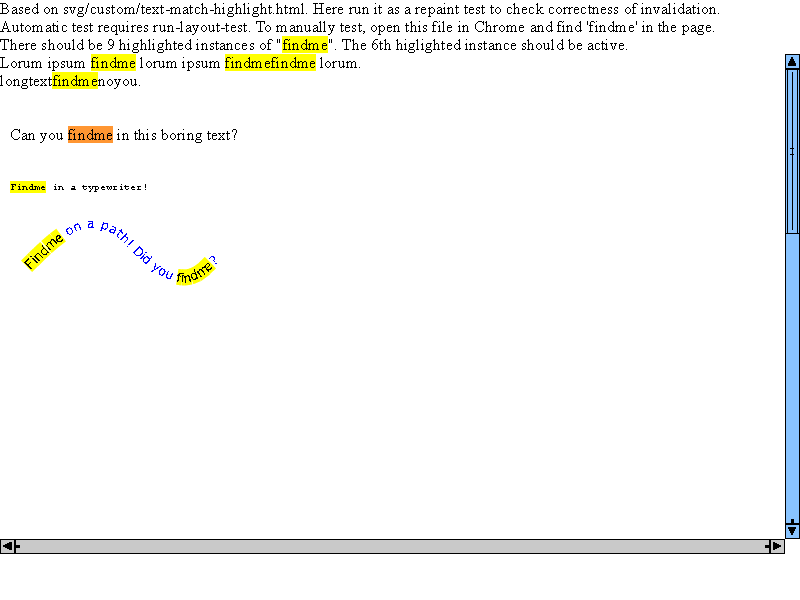 Based on svg/custom/text-match-highlight.html. Here run it as a repaint test to check correctness of invalidation.
Automatic test requires run-layout-test. To manually test, open this file in Chrome and find 'findme' in the page.
There should be 9 highlighted instances of "findme". The 6th higlighted instance should be active.
Lorum ipsum findme lorum ipsum findmefindme lorum.
longtextfindmenoyou.
Can you findme in this boring text?
Findme in a typewriter!
Findme on a path! Did you findme?